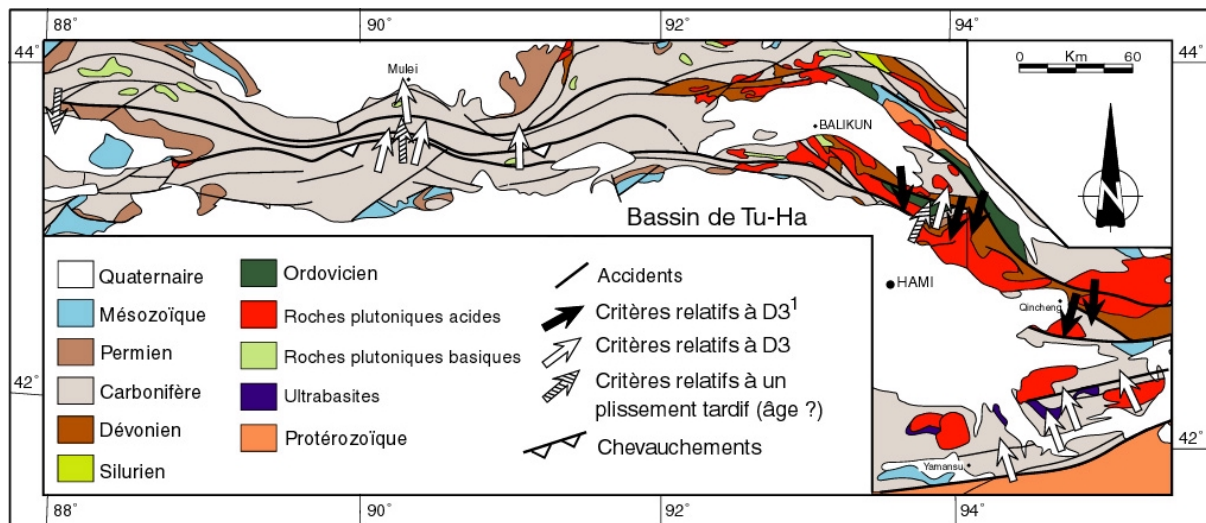 88° 90° 92° 94°
44° 44°
0 Km 60
Mulei
BALIKUN
N
Bassin de Tu-Ha
HAMI
Qincheng
Yamansu
Quaternaire
Mésozoïque
Permien
Carbonifère
Dévonien
Silurien
Ordovicien
Roches plutoniques acides
Roches plutoniques basiques
Ultrabasites
Protérozoïque
Accidents
Critères relatifs à D3¹
Critères relatifs à D3
Critères relatifs à un
plissement tardif (âge ?)
Chevauchements
42° 42°
88° 90° 92° 94°